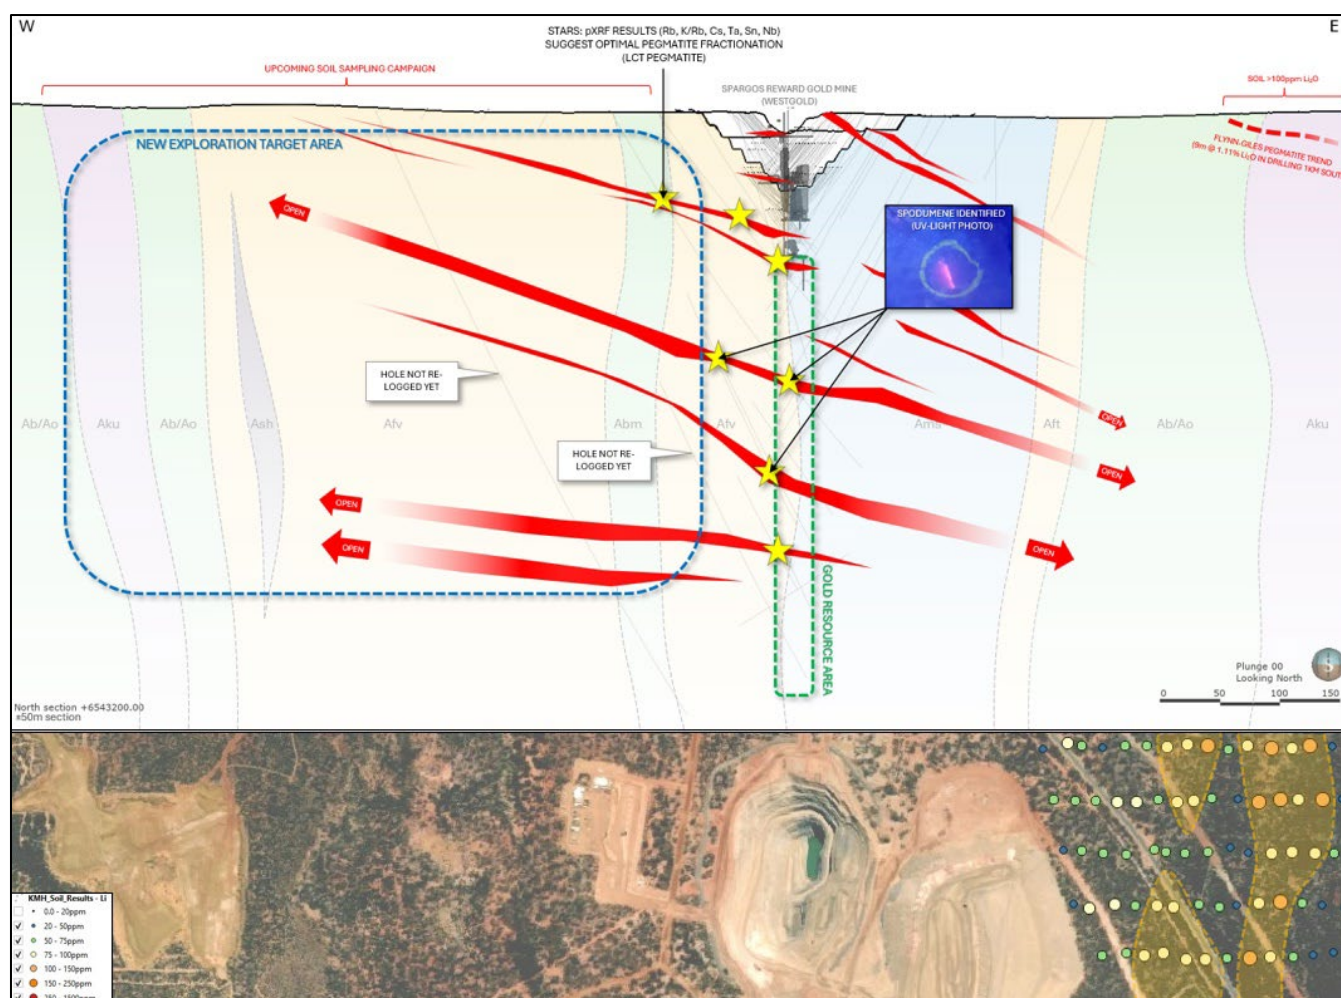 W
E
STARS: pXRF RESULTS (Rb, K/Rb, Cs, Ta, Sn, Nb)
SUGGEST OPTIMAL PEGMATITE FRACTIONATION
(LCT PEGMATITE)
UPCOMING SOIL SAMPLING CAMPAIGN
SPARGOS REWARD GOLD MINE
(WESTGOLD)
SOIL >100ppm Li₂O
NEW EXPLORATION TARGET AREA
FLYNN-GILES PEGMATITE TREND
(9m @ 1.11% Li₂O IN DRILLING 1KM SOUT
OPEN
SPODUMENE IDENTIFIED
(UV-LIGHT PHOTO)
HOLE NOT RE-
LOGGED YET
Ab/Ao
Aku
Ab/Ao
Ash
Afv
Abm
Afv
Ams
Aft
Ab/Ao
Aku
OPEN
HOLE NOT RE-
LOGGED YET
OPEN
OPEN
OPEN
OPEN
GOLD RESOURCE AREA
Plunge 00
Looking North
0 50 100 150
North section +6543200.00
±50m section
KMH_Soil_Results - Li
0.0 - 20ppm
20 - 50ppm
50 - 75ppm
75 - 100ppm
100 - 150ppm
150 - 250ppm
250 - 1500ppm